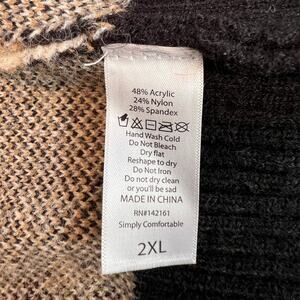 48% Acrylic
24% Nylon
28% Spandex
Hand Wash Cold
Do Not Bleach
Dry flat
Reshape to dry
Do Not Iron
Do not dry clean
or you'll be sad
MADE IN CHINA
RN#142161
Simply Comfortable
2XL